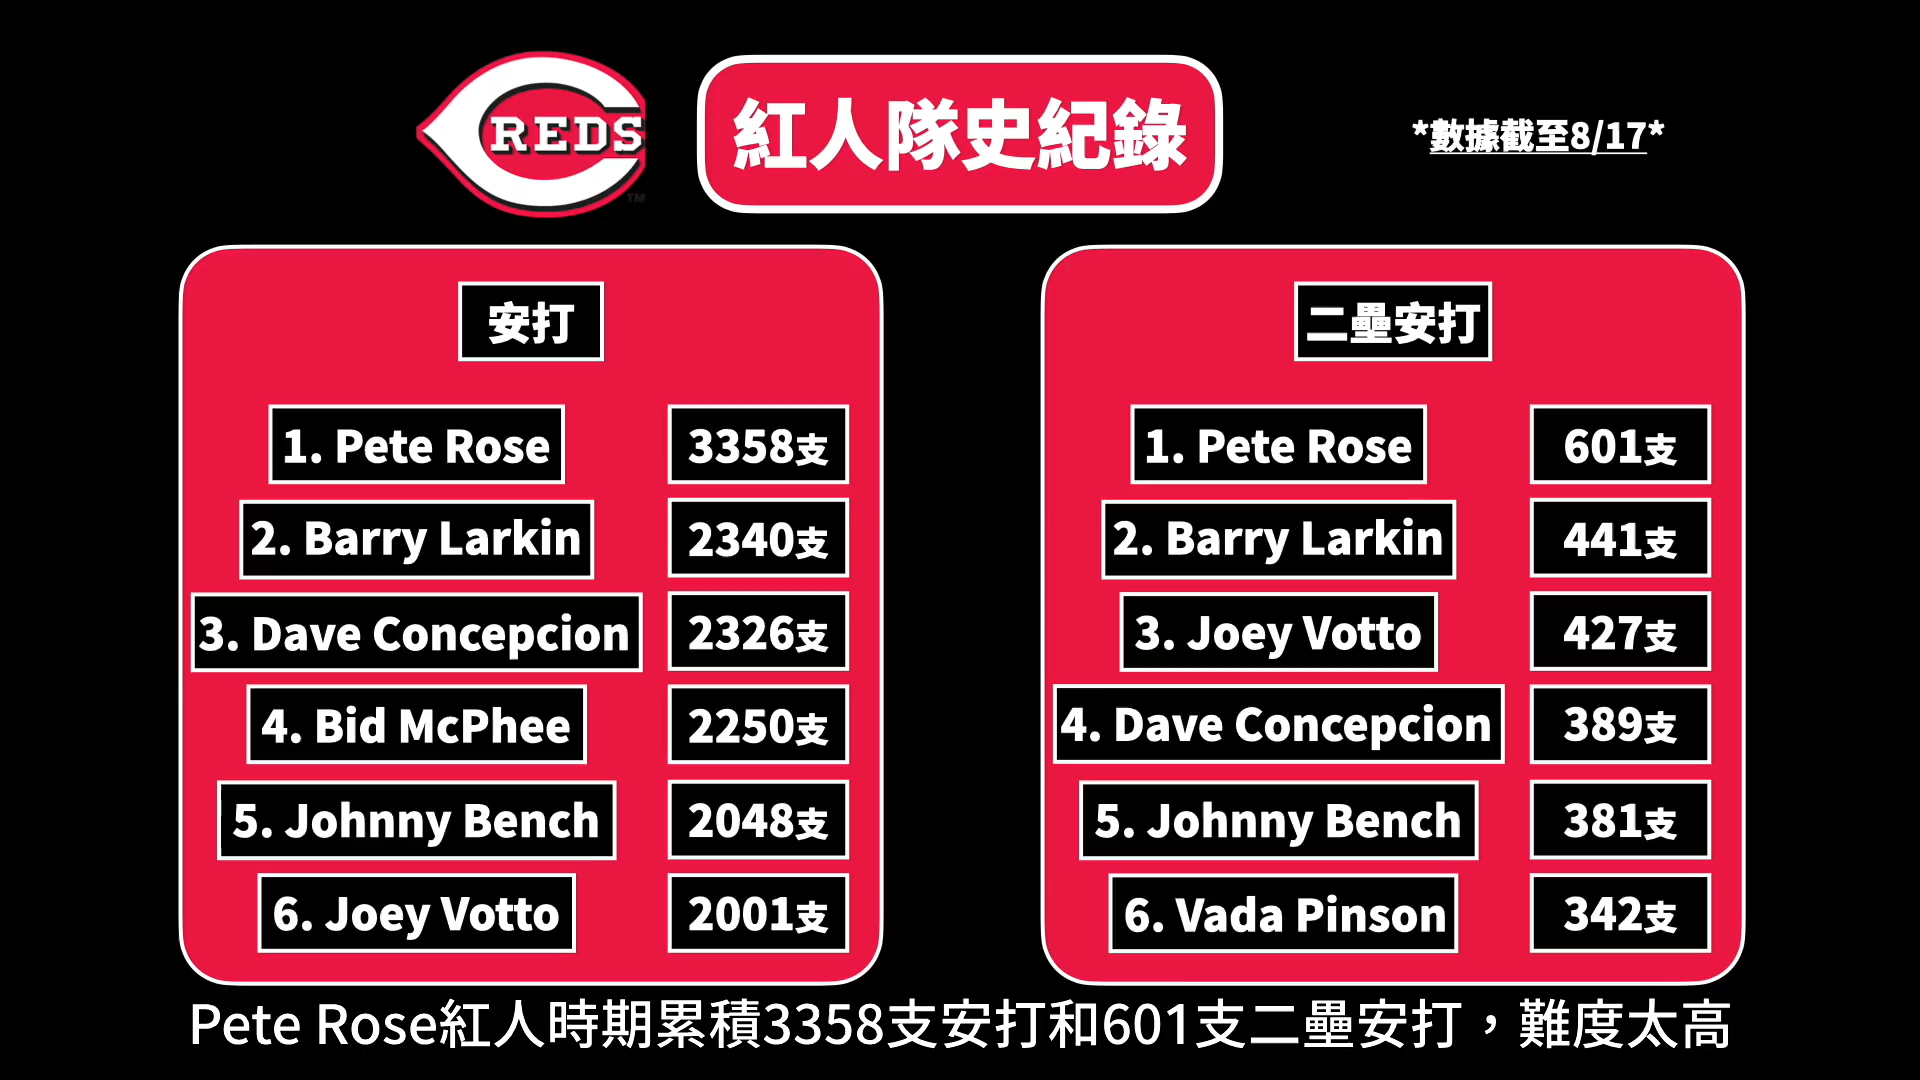 REDS
TM
紅人隊史紀錄
*數據截至8/17*
安打
1. Pete Rose 3358支
2. Barry Larkin 2340支
3. Dave Concepcion 2326支
4. Bid McPhee 2250支
5. Johnny Bench 2048支
6. Joey Votto 2001支
二壘安打
1. Pete Rose 601支
2. Barry Larkin 441支
3. Joey Votto 427支
4. Dave Concepcion 389支
5. Johnny Bench 381支
6. Vada Pinson 342支
Pete Rose紅人時期累積3358支安打和601支二壘安打，難度太高